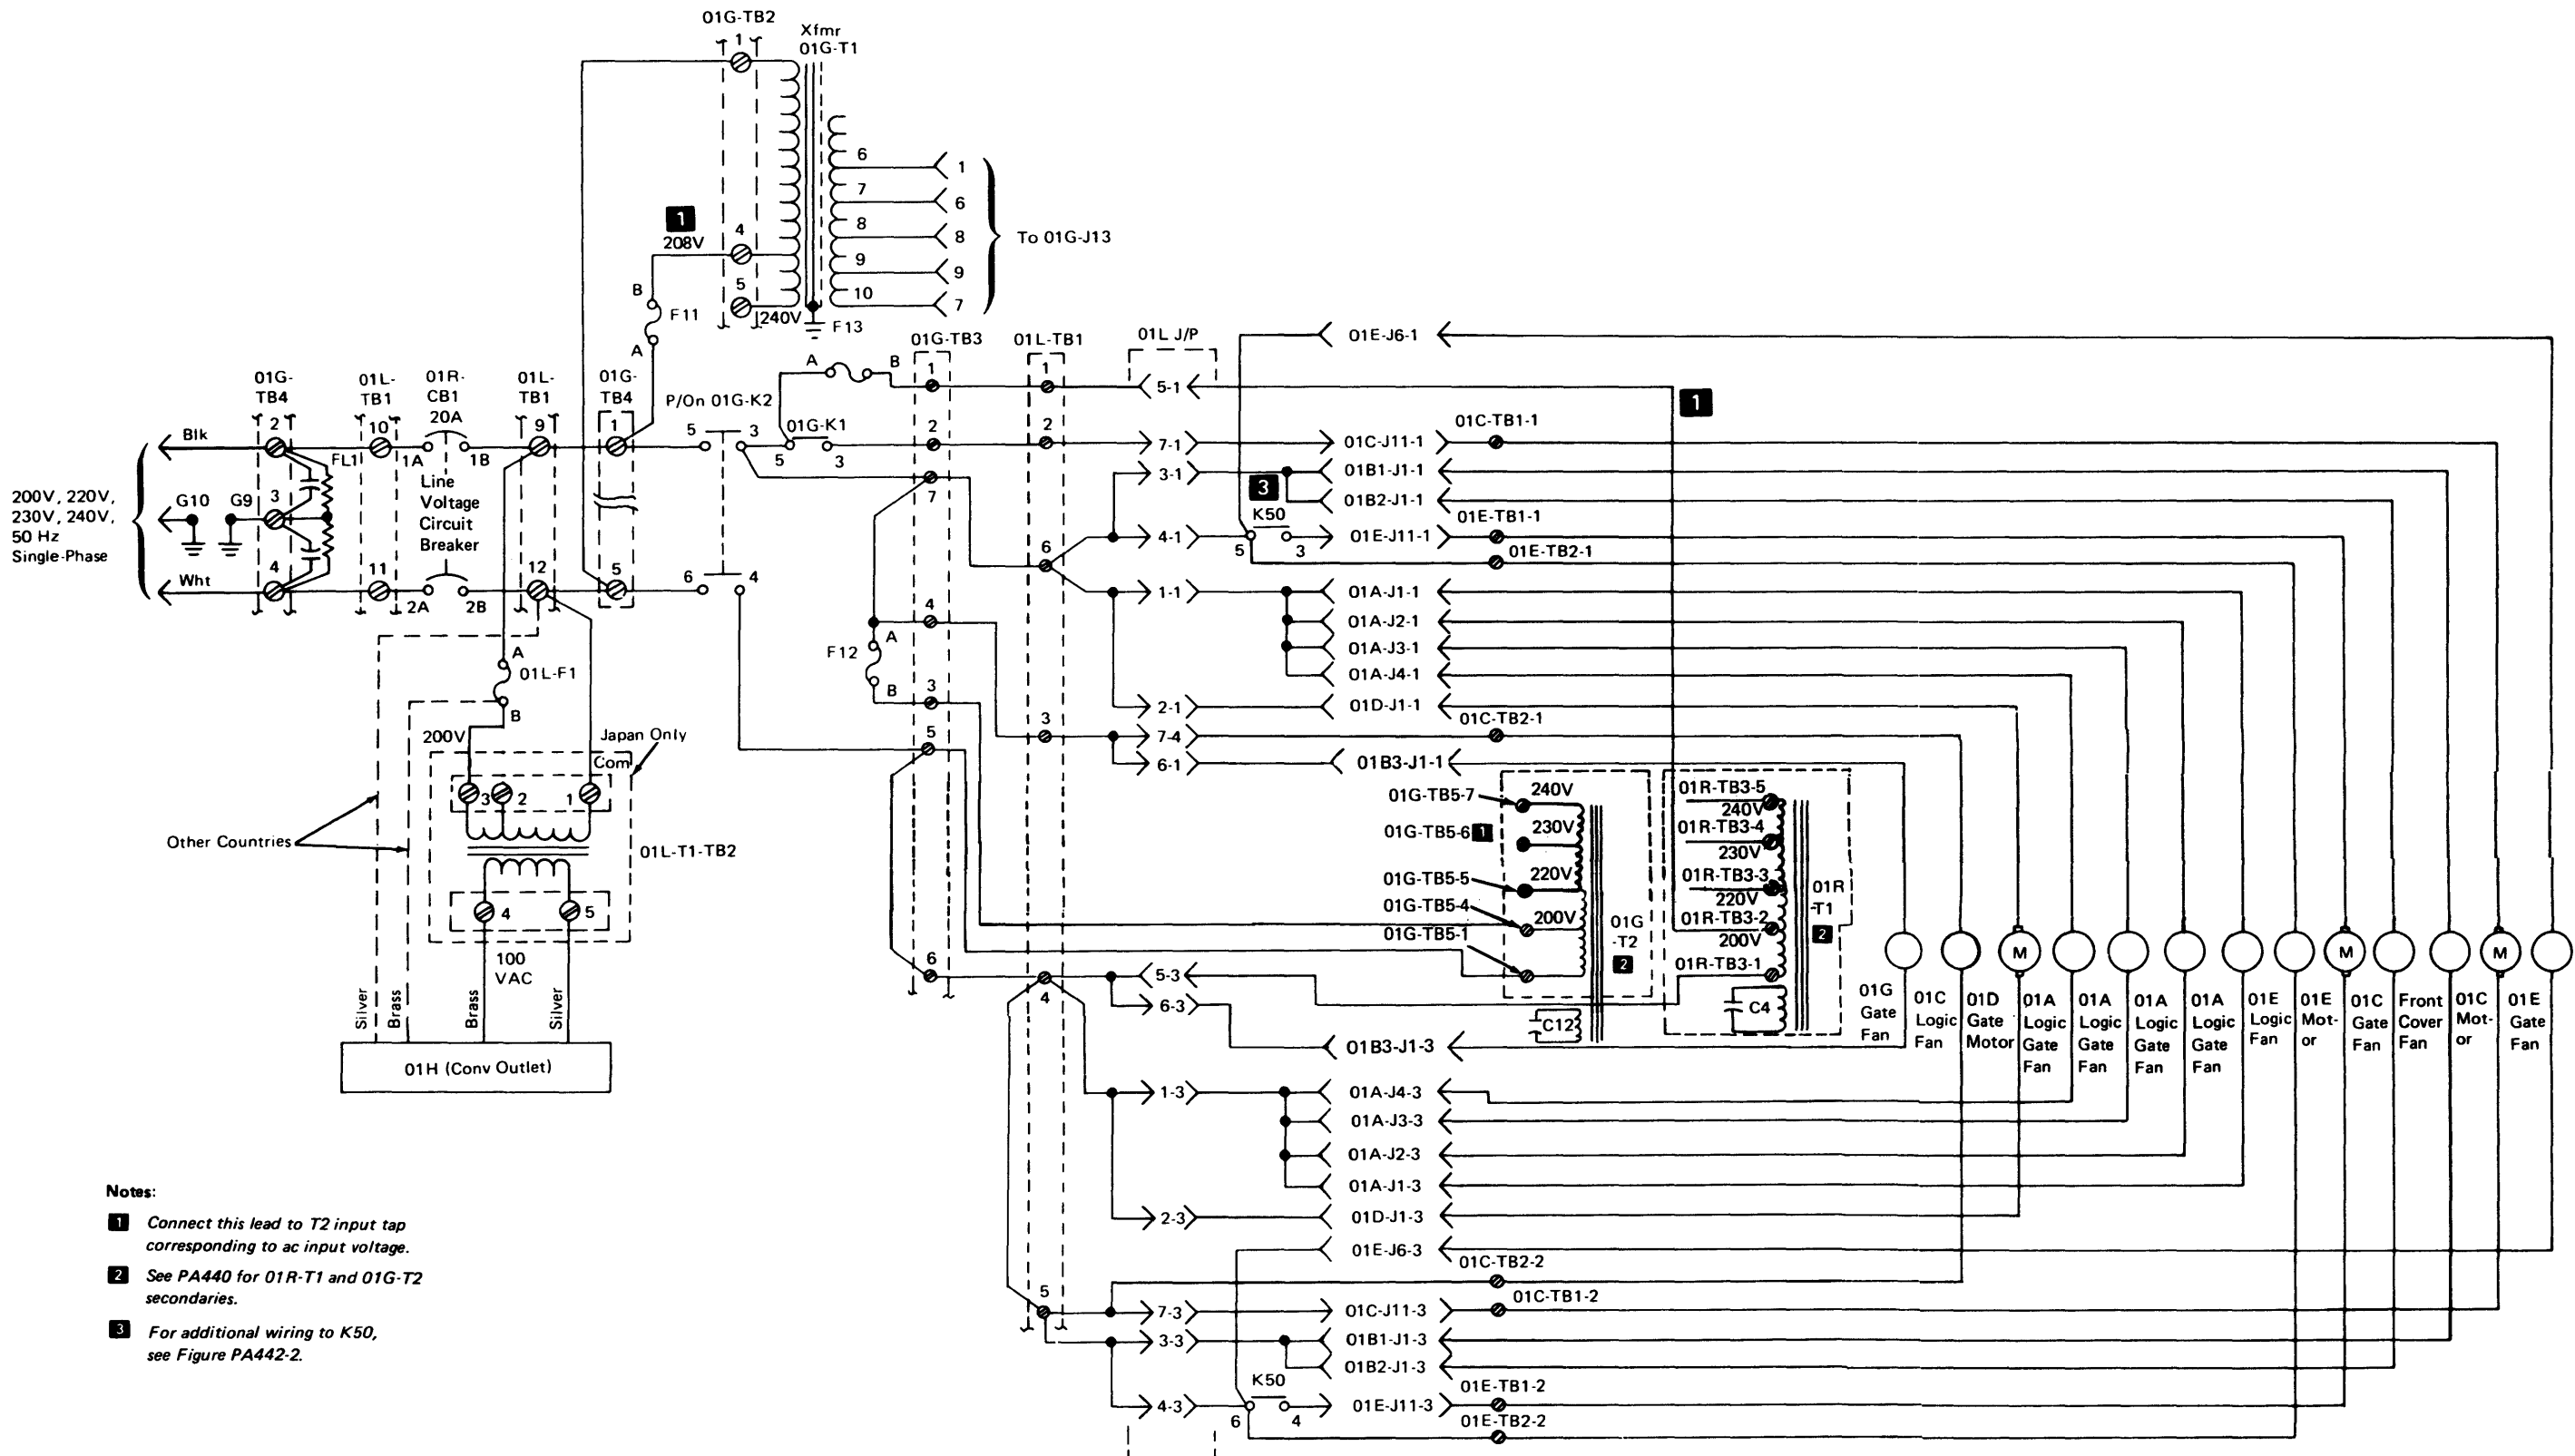 01G-TB2
1
Xfmr
01G-T1
6
1
7
6
8
8
9
9
10
7
To 01G-J13
1
208V
4
5
240V
F13
B
F11
A
01G-TB3
01L-TB1
01L J/P
01E-J6-1
A
B
1
1
5-1
1
01G-
TB4
01L-
TB1
01R-
CB1
20A
01L-
TB1
01G-
TB4
P/On 01G-K2
01G-K1
Blk
2
10
FL1
1A
1B
9
1
5
3
5
3
2
2
7-1
01C-J11-1
01C-TB1-1
7
3-1
01B1-J1-1
01B2-J1-1
3
K50
4-1
5
3
01E-J11-1
01E-TB1-1
01E-TB2-1
200V, 220V,
230V, 240V,
50 Hz
Single-Phase
G10
G9
3
Line
Voltage
Circuit
Breaker
Wht
4
11
2A
2B
12
5
6
4
6
1-1
01A-J1-1
01A-J2-1
01A-J3-1
01A-J4-1
4
A
F12
B
3
2-1
01D-J1-1
5
3
7-4
01C-TB2-1
6-1
01B3-J1-1
A
01L-F1
B
200V
Japan Only
Com
3
2
1
Other Countries
01L-T1-TB2
4
5
100
VAC
Silver
Brass
Brass
Silver
01H (Conv Outlet)
01G-TB5-7
240V
01G-TB5-6 1
230V
01G-TB5-5
220V
01G-TB5-4
200V
01G-TB5-1
01G
-T2
2
C12
01R-TB3-5
240V
01R-TB3-4
230V
01R-TB3-3
220V
01R-TB3-2
200V
01R-TB3-1
01R
-T1
2
C4
M
M
M
01G
Gate
Fan
01C
Logic
Fan
01D
Gate
Motor
01A
Logic
Gate
Fan
01A
Logic
Gate
Fan
01A
Logic
Gate
Fan
01A
Logic
Gate
Fan
01E
Logic
Fan
01E
Mot-
or
01C
Gate
Fan
Front
Cover
Fan
01C
Mot-
or
01E
Gate
Fan
6
4
5-3
6-3
01B3-J1-3
1-3
01A-J4-3
01A-J3-3
01A-J2-3
01A-J1-3
2-3
01D-J1-3
01E-J6-3
01C-TB2-2
5
7-3
01C-J11-3
01C-TB1-2
3-3
01B1-J1-3
01B2-J1-3
K50
4-3
6
4
01E-J11-3
01E-TB1-2
01E-TB2-2
Notes:
1 Connect this lead to T2 input tap
corresponding to ac input voltage.
2 See PA440 for 01R-T1 and 01G-T2
secondaries.
3 For additional wiring to K50,
see Figure PA442-2.